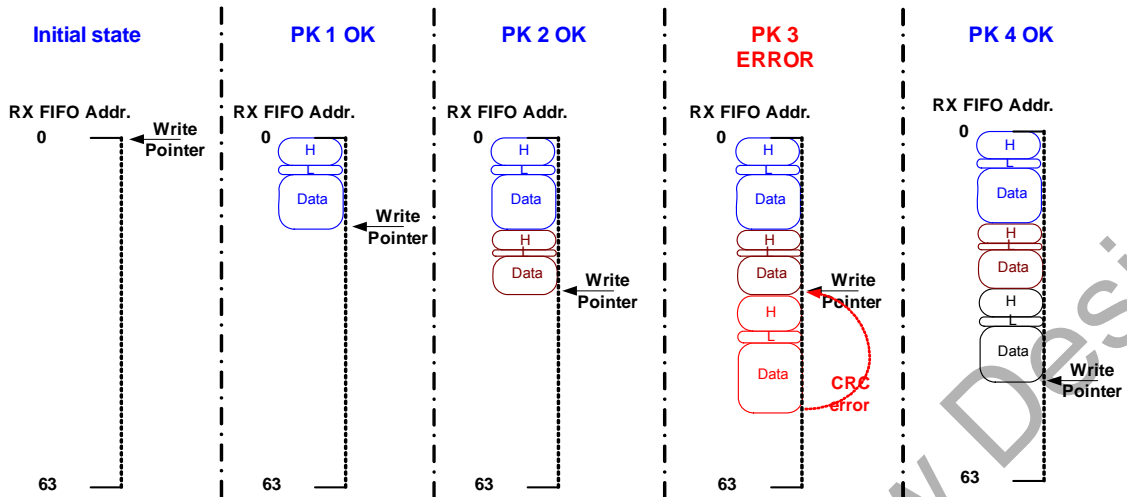 Initial state
RX FIFO Addr.
0
Write
Pointer
63
PK 1 OK
RX FIFO Addr.
0
H
L
Data
Write
Pointer
63
PK 2 OK
RX FIFO Addr.
0
H
L
Data
H
L
Data
Write
Pointer
63
PK 3
ERROR
RX FIFO Addr.
0
H
L
Data
H
L
Data
Write
Pointer
H
L
Data
CRC
error
63
PK 4 OK
RX FIFO Addr.
0
H
L
Data
H
L
Data
H
L
Data
Write
Pointer
63